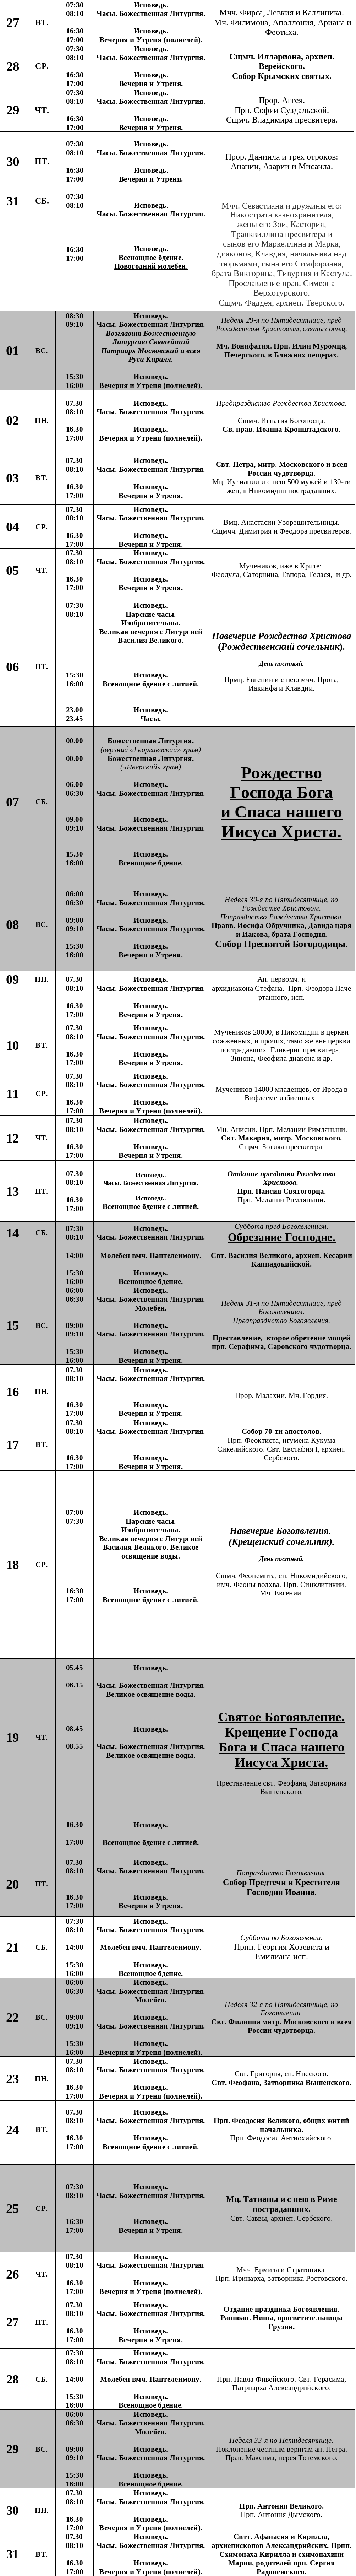 27 ВТ.
07:30 Исповедь.
08:10 Часы. Божественная Литургия.
16:30 Исповедь.
17:00 Вечерня и Утреня (полиелей).
Мчч. Фирса, Левкия и Каллиника.
Мч. Филимона, Аполлония, Ариана и
Феотиха.
28 СР.
07:30 Исповедь.
08:10 Часы. Божественная Литургия.
16:30 Исповедь.
17:00 Вечерня и Утреня.
Сщмч. Иллариона, архиеп.
Верейского.
Собор Крымских святых.
29 ЧТ.
07:30 Исповедь.
08:10 Часы. Божественная Литургия.
16:30 Исповедь.
17:00 Вечерня и Утреня.
Прор. Аггея.
Прп. Софии Суздальской.
Сщмч. Владимира пресвитера.
30 ПТ.
07:30 Исповедь.
08:10 Часы. Божественная Литургия.
16:30 Исповедь.
17:00 Вечерня и Утреня.
Прор. Даниила и трех отроков:
Анании, Азарии и Мисаила.
31 СБ.
07:30 Исповедь.
08:10 Часы. Божественная Литургия.
16:30 Исповедь.
17:00 Всенощное бдение.
Новогодний молебен.
Мчч. Севастиана и дружины его:
Никострата казнохранителя,
жены его Зои, Кастория,
Транквиллина пресвитера и
сынов его Маркеллина и Марка,
диаконов, Клавдия, начальника над
тюрьмами, сына его Симфориана,
брата Викторина, Тивуртия и Кастула.
Прославление прав. Симеона
Верхотурского.
Сщмч. Фаддея, архиеп. Тверского.
01 ВС.
08:30 Исповедь.
09:10 Часы. Божественная Литургия.
Возглавит Божественную
Литургию Святейший
Патриарх Московский и всея
Руси Кирилл.
15:30 Исповедь.
16:00 Вечерня и Утреня (полиелей).
Неделя 29-я по Пятидесятнице, пред
Рождеством Христовым, святых отец.
Мч. Вонифатия. Прп. Илии Муромца,
Печерского, в Ближних пещерах.
02 ПН.
07.30 Исповедь.
08:10 Часы. Божественная Литургия.
16.30 Исповедь.
17:00 Вечерня и Утреня (полиелей).
Предпразднство Рождества Христова.
Сщмч. Игнатия Богоносца.
Св. прав. Иоанна Кронштадского.
03 ВТ.
07.30 Исповедь.
08:10 Часы. Божественная Литургия.
16.30 Исповедь.
17:00 Вечерня и Утреня.
Свт. Петра, митр. Московского и всея
России чудотворца.
Мц. Иулиании и с нею 500 мужей и 130-ти
жен, в Никомидии пострадавших.
04 СР.
07.30 Исповедь.
08:10 Часы. Божественная Литургия.
16.30 Исповедь.
17:00 Вечерня и Утреня.
Вмц. Анастасии Узорешительницы.
Сщмчч. Димитрия и Феодора пресвитеров.
05 ЧТ.
07.30 Исповедь.
08:10 Часы. Божественная Литургия.
16.30 Исповедь.
17:00 Вечерня и Утреня.
Мучеников, иже в Крите:
Феодула, Саторнина, Евпора, Гелася, и др.
06 ПТ.
07:30 Исповедь.
08:10 Царские часы.
Изобразительны.
Великая вечерня с Литургией
Василия Великого.
15:30 Исповедь.
16:00 Всенощное бдение с литией.
23.00 Исповедь.
23.45 Часы.
Навечерие Рождества Христова
(Рождественский сочельник).
День постный.
Прмц. Евгении и с нею мчч. Прота,
Иакинфа и Клавдии.
07 СБ.
00.00 Божественная Литургия.
(верхний «Георгиевский» храм)
00.00 Божественная Литургия.
(«Иверский» храм)
06.00 Исповедь.
06:30 Часы. Божественная Литургия.
09.00 Исповедь.
09:10 Часы. Божественная Литургия.
15.30 Исповедь.
16:00 Всенощное бдение.
Рождество
Господа Бога
и Спаса нашего
Иисуса Христа.
08 ВС.
06:00 Исповедь.
06:30 Часы. Божественная Литургия.
09:00 Исповедь.
09:10 Часы. Божественная Литургия.
15:30 Исповедь.
16:00 Вечерня и Утреня.
Неделя 30-я по Пятидесятнице, по
Рождестве Христовом.
Попразднство Рождества Христова.
Правв. Иосифа Обручника, Давида царя
и Иакова, брата Господня.
Собор Пресвятой Богородицы.
09 ПН.
07.30 Исповедь.
08:10 Часы. Божественная Литургия.
16.30 Исповедь.
17:00 Вечерня и Утреня.
Ап. первомч. и
архидиакона Стефана. Прп. Феодора Наче
ртанного, исп.
10 ВТ.
07.30 Исповедь.
08:10 Часы. Божественная Литургия.
16.30 Исповедь.
17:00 Вечерня и Утреня.
Мучеников 20000, в Никомидии в церкви
сожженных, и прочих, тамо же вне церкви
пострадавших: Гликерия пресвитера,
Зинона, Феофила диакона и др.
11 СР.
07.30 Исповедь.
08:10 Часы. Божественная Литургия.
16.30 Исповедь.
17:00 Вечерня и Утреня (полиелей).
Мучеников 14000 младенцев, от Ирода в
Вифлееме избиенных.
12 ЧТ.
07.30 Исповедь.
08:10 Часы. Божественная Литургия.
16.30 Исповедь.
17:00 Вечерня и Утреня.
Мц. Анисии. Прп. Мелании Римляныни.
Свт. Макария, митр. Московского.
Сщмч. Зотика пресвитера.
13 ПТ.
07:30 Исповедь.
08:10 Часы. Божественная Литургия.
16:30 Исповедь.
17:00 Всенощное бдение с литией.
Отдание праздника Рождества
Христова.
Прп. Паисия Святогорца.
Прп. Мелании Римляныни.
14 СБ.
07:30 Исповедь.
08:10 Часы. Божественная Литургия.
14:00 Молебен вмч. Пантелеимону.
15:30 Исповедь.
16:00 Всенощное бдение.
Суббота пред Богоявлением.
Обрезание Господне.
Свт. Василия Великого, архиеп. Кесарии
Каппадокийской.
15 ВС.
06:00 Исповедь.
06:30 Часы. Божественная Литургия.
Молебен.
09:00 Исповедь.
09:10 Часы. Божественная Литургия.
15:30 Исповедь.
16:00 Вечерня и Утреня.
Неделя 31-я по Пятидесятнице, пред
Богоявлением.
Предпразднство Богоявления.
Преставление, второе обретение мощей
прп. Серафима, Саровского чудотворца.
16 ПН.
07.30 Исповедь.
08:10 Часы. Божественная Литургия.
16.30 Исповедь.
17:00 Вечерня и Утреня.
Прор. Малахии. Мч. Гордия.
17 ВТ.
07.30 Исповедь.
08:10 Часы. Божественная Литургия.
16.30 Исповедь.
17:00 Вечерня и Утреня.
Собор 70-ти апостолов.
Прп. Феоктиста, игумена Кукума
Сикелийского. Свт. Евстафия I, архиеп.
Сербского.
18 СР.
07:00 Исповедь.
07:30 Царские часы.
Изобразительны.
Великая вечерня с Литургией
Василия Великого. Великое
освящение воды.
16:30 Исповедь.
17:00 Всенощное бдение с литией.
Навечерие Богоявления.
(Крещенский сочельник).
День постный.
Сщмч. Феопемпта, еп. Никомидийского,
имч. Феоны волхва. Прп. Синклитикии.
Мч. Евгении.
19 ЧТ.
05.45 Исповедь.
06.15 Часы. Божественная Литургия.
Великое освящение воды.
08.45 Исповедь.
08.55 Часы. Божественная Литургия.
Великое освящение воды.
16.30 Исповедь.
17:00 Всенощное бдение с литией.
Святое Богоявление.
Крещение Господа
Бога и Спаса нашего
Иисуса Христа.
Преставление свт. Феофана, Затворника
Вышенского.
20 ПТ.
07.30 Исповедь.
08:10 Часы. Божественная Литургия.
16.30 Исповедь.
17:00 Вечерня и Утреня.
Попразднство Богоявления.
Собор Предтечи и Крестителя
Господня Иоанна.
21 СБ.
07:30 Исповедь.
08:10 Часы. Божественная Литургия.
14:00 Молебен вмч. Пантелеимону.
15:30 Исповедь.
16:00 Всенощное бдение.
Суббота по Богоявлении.
Прпп. Георгия Хозевита и
Емилиана исп.
22 ВС.
06:00 Исповедь.
06:30 Часы. Божественная Литургия.
Молебен.
09:00 Исповедь.
09:10 Часы. Божественная Литургия.
15:30 Исповедь.
16:00 Вечерня и Утреня (полиелей).
Неделя 32-я по Пятидесятнице, по
Богоявлении.
Свт. Филиппа митр. Московского и всея
России чудотворца.
23 ПН.
07.30 Исповедь.
08:10 Часы. Божественная Литургия.
16.30 Исповедь.
17:00 Вечерня и Утреня (полиелей).
Свт. Григория, еп. Нисского.
Свт. Феофана, Затворника Вышенского.
24 ВТ.
07.30 Исповедь.
08:10 Часы. Божественная Литургия.
16.30 Исповедь.
17:00 Всенощное бдение с литией.
Прп. Феодосия Великого, общих житий
начальника.
Прп. Феодосия Антиохийского.
25 СР.
07:30 Исповедь.
08:10 Часы. Божественная Литургия.
16:30 Исповедь.
17:00 Вечерня и Утреня.
Мц. Татианы и с нею в Риме
пострадавших.
Свт. Саввы, архиеп. Сербского.
26 ЧТ.
07.30 Исповедь.
08:10 Часы. Божественная Литургия.
16.30 Исповедь.
17:00 Вечерня и Утреня (полиелей).
Мчч. Ермила и Стратоника.
Прп. Иринарха, затворника Ростовского.
27 ПТ.
07.30 Исповедь.
08:10 Часы. Божественная Литургия.
16.30 Исповедь.
17:00 Вечерня и Утреня.
Отдание праздника Богоявления.
Равноап. Нины, просветительницы
Грузии.
28 СБ.
07:30 Исповедь.
08:10 Часы. Божественная Литургия.
14:00 Молебен вмч. Пантелеимону.
15:30 Исповедь.
16:00 Всенощное бдение.
Прп. Павла Фивейского. Свт. Герасима,
Патриарха Александрийского.
29 ВС.
06:00 Исповедь.
06:30 Часы. Божественная Литургия.
Молебен.
09:00 Исповедь.
09:10 Часы. Божественная Литургия.
15:30 Исповедь.
16:00 Всенощное бдение.
Неделя 33-я по Пятидесятнице.
Поклонение честным веригам ап. Петра.
Прав. Максима, иерея Тотемского.
30 ПН.
07.30 Исповедь.
08:10 Часы. Божественная Литургия.
16.30 Исповедь.
17:00 Вечерня и Утреня (полиелей).
Прп. Антония Великого.
Прп. Антония Дымского.
31 ВТ.
07.30 Исповедь.
08:10 Часы. Божественная Литургия.
16.30 Исповедь.
17:00 Вечерня и Утреня (полиелей).
Свтт. Афанасия и Кирилла,
архиепископов Александрийских. Прпп.
Схимонаха Кирилла и схимонахини
Марии, родителей прп. Сергия
Радонежского.